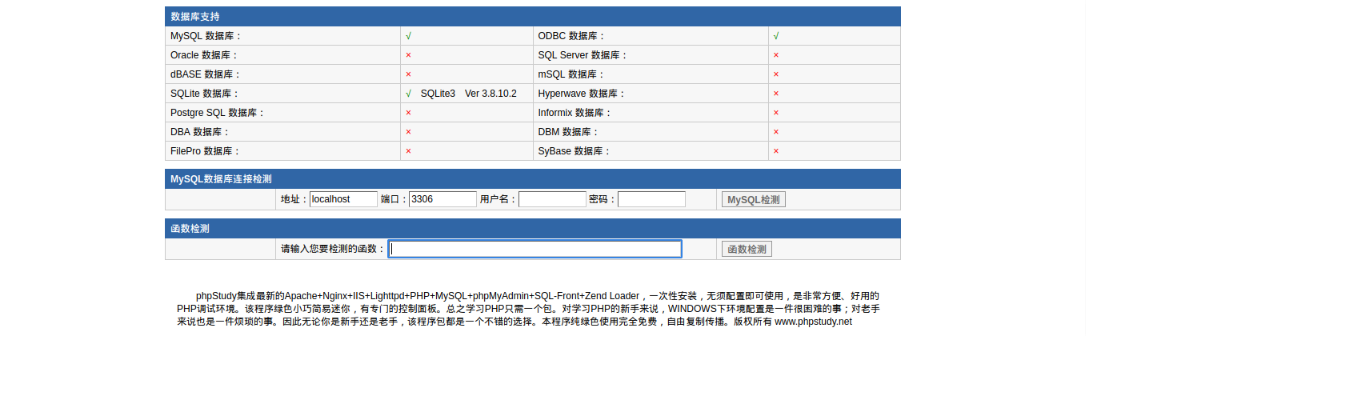 数据库支持
MySQL 数据库： √ ODBC 数据库： √
Oracle 数据库： × SQL Server 数据库： ×
dBASE 数据库： × mSQL 数据库： ×
SQLite 数据库： √ SQLite3 Ver 3.8.10.2 Hyperwave 数据库： ×
Postgre SQL 数据库： × Informix 数据库： ×
DBA 数据库： × DBM 数据库： ×
FilePro 数据库： × SyBase 数据库： ×
MySQL数据库连接检测
地址：localhost 端口：3306 用户名： 密码： MySQL检测
函数检测
请输入您要检测的函数： 函数检测
phpStudy集成最新的Apache+Nginx+IIS+Lighttpd+PHP+MySQL+phpMyAdmin+SQL-Front+Zend Loader，一次性安装，无须配置即可使用，是非常方便、好用的
PHP调试环境。该程序绿色小巧简易迷你，有专门的控制面板。总之学习PHP只需一个包。对学习PHP的新手来说，WINDOWS下环境配置是一件很困难的事；对老手
来说也是一件烦琐的事。因此无论你是新手还是老手，该程序包都是一个不错的选择。本程序纯绿色使用完全免费，自由复制传播。版权所有 www.phpstudy.net